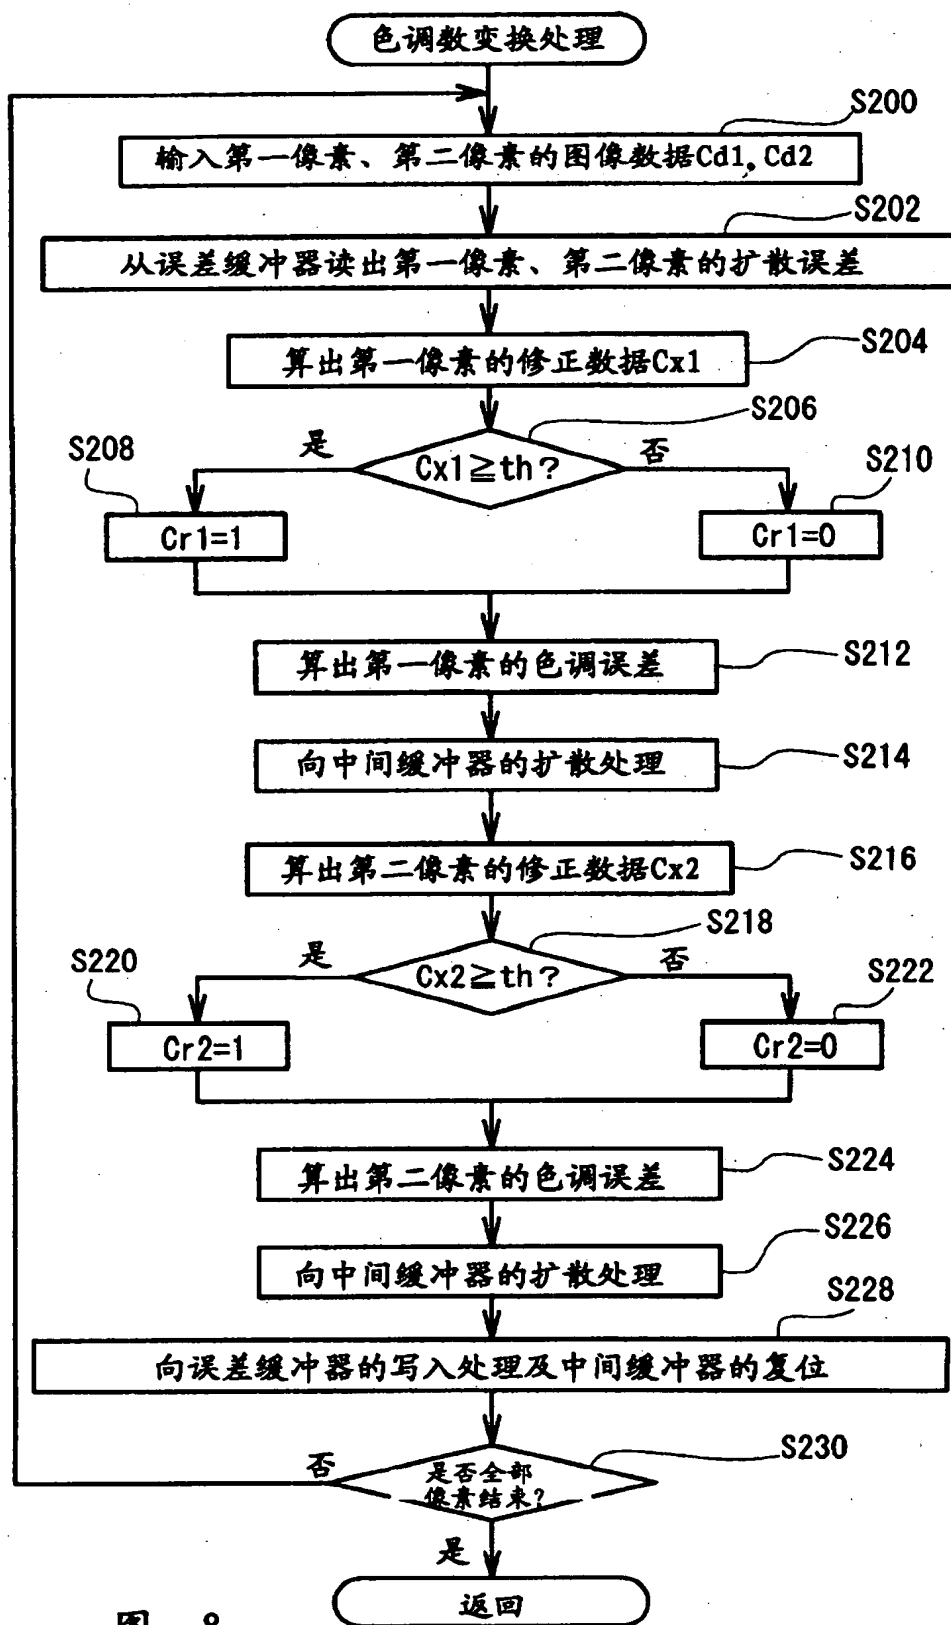 色调数变换处理
S200
输入第一像素、第二像素的图像数据Cd1,Cd2
S202
从误差缓冲器读出第一像素、第二像素的扩散误差
S204
算出第一像素的修正数据Cx1
S206
是
Cx1≧th?
否
S208
S210
Cr1=1
Cr1=0
S212
算出第一像素的色调误差
S214
向中间缓冲器的扩散处理
S216
算出第二像素的修正数据Cx2
S218
是
Cx2≧th?
否
S220
S222
Cr2=1
Cr2=0
S224
算出第二像素的色调误差
S226
向中间缓冲器的扩散处理
S228
向误差缓冲器的写入处理及中间缓冲器的复位
S230
否
是否全部
像素结束?
是
返回
图 8